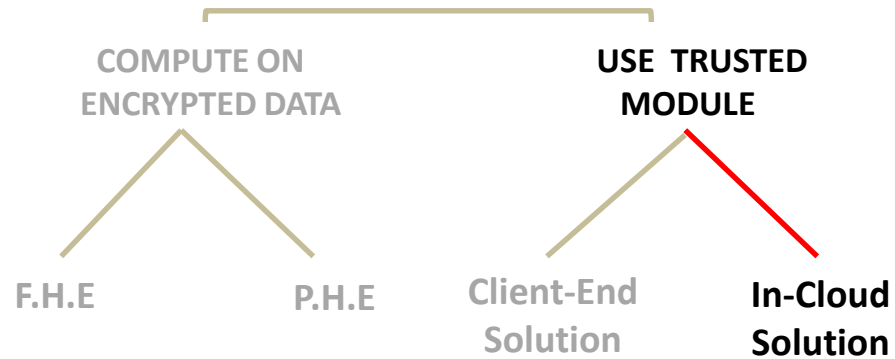 COMPUTE ON
ENCRYPTED DATA
USE TRUSTED
MODULE
F.H.E
P.H.E
Client-End
Solution
In-Cloud
Solution